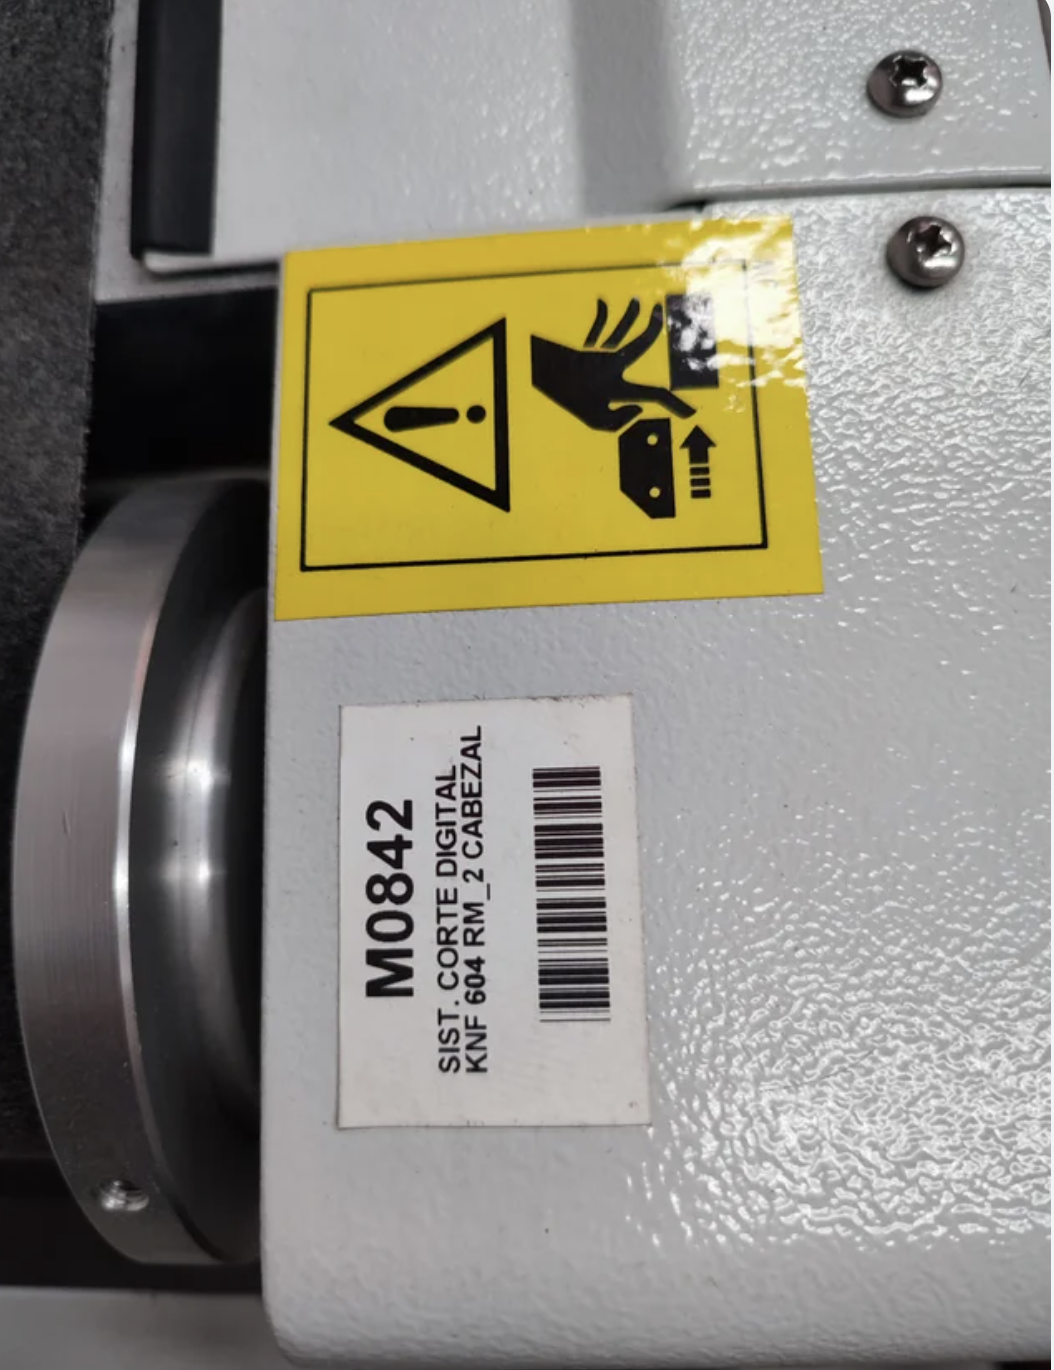 M0842
SIST. CORTE DIGITAL
KNF 604 RM_2 CABEZAL